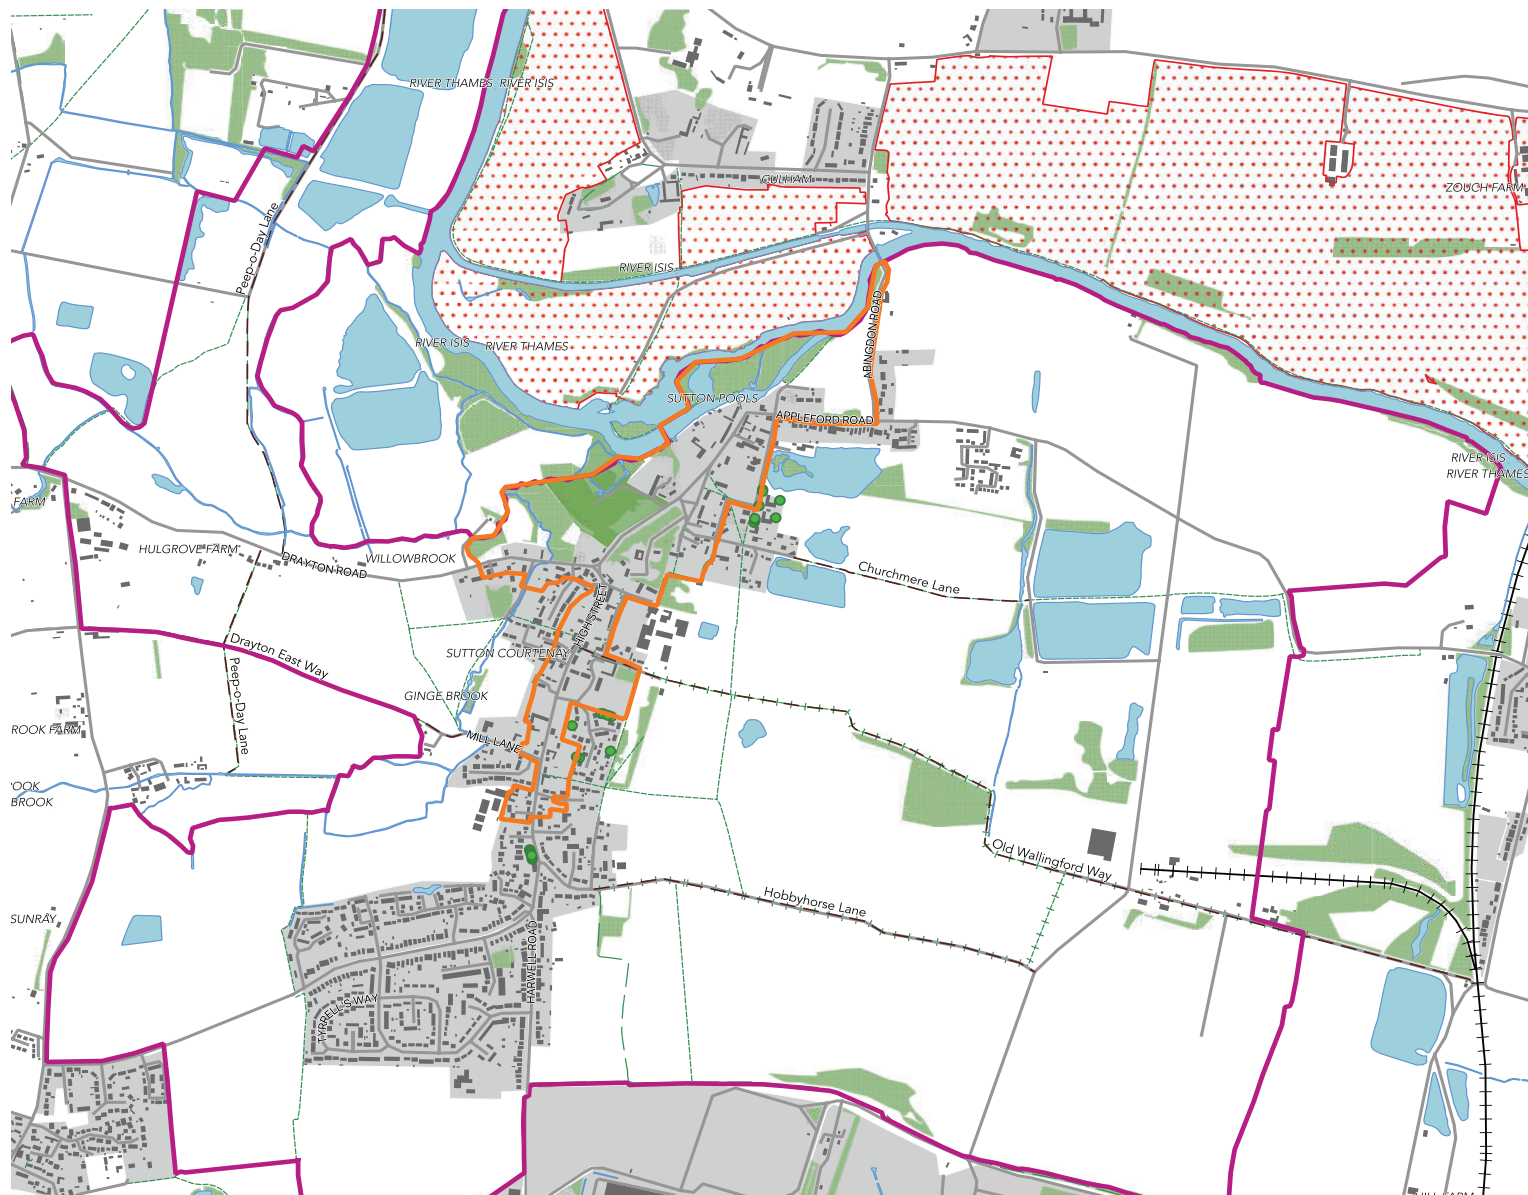 RIVER THAMES RIVER ISIS
CULHAM
ZOUCH FARM
Peep-o-Day Lane
RIVER ISIS
ABINGDON ROAD
RIVER ISIS
RIVER THAMES
SUTTON POOLS
APPLEFORD ROAD
RIVER ISIS
RIVER THAMES
FARM
HULGROVE FARM
DRAYTON ROAD
WILLOWBROOK
Churchmere Lane
HIGH STREET
Drayton East Way
SUTTON COURTENAY
Peep-o-Day Lane
GINGE BROOK
ROOK FARM
MILL LANE
OOK
BROOK
Old Wallingford Way
Hobbyhorse Lane
SUNRAY
HARWELL ROAD
TYRRELL'S WAY